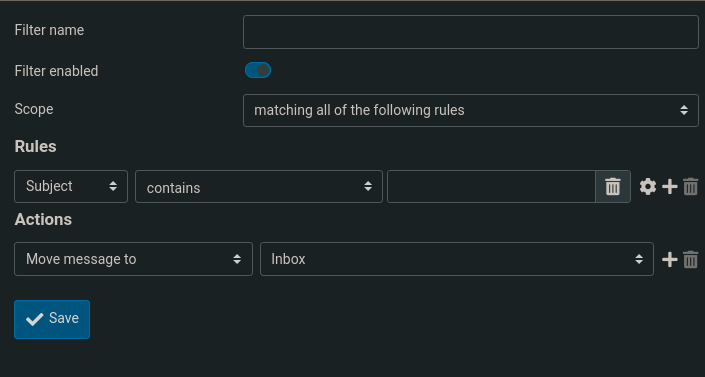 Filter name
Filter enabled
Scope matching all of the following rules
Rules
Subject contains
Actions
Move message to Inbox
Save